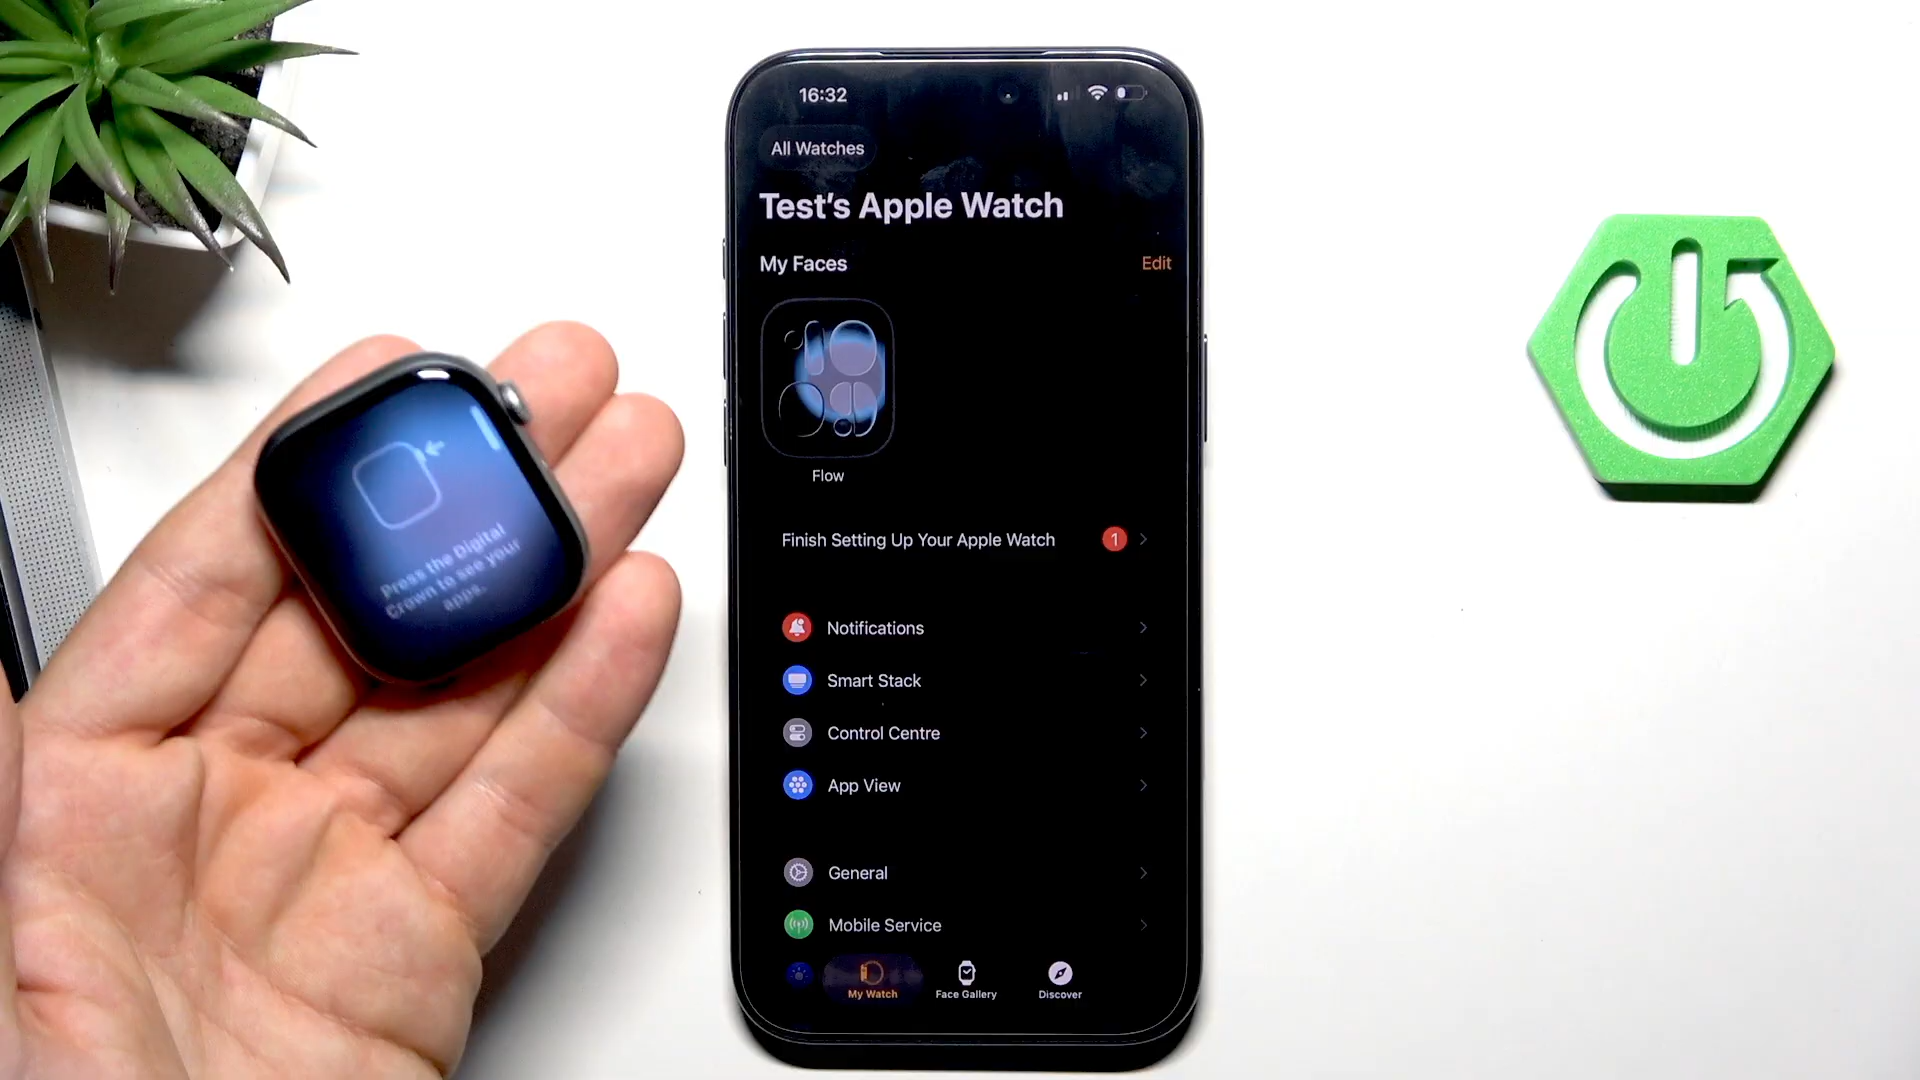 16:32
All Watches
Test's Apple Watch
My Faces
Edit
Flow
Finish Setting Up Your Apple Watch
1
Notifications
Smart Stack
Control Centre
App View
General
Mobile Service
My Watch
Face Gallery
Discover
Press the Digital
Crown to see your
apps.